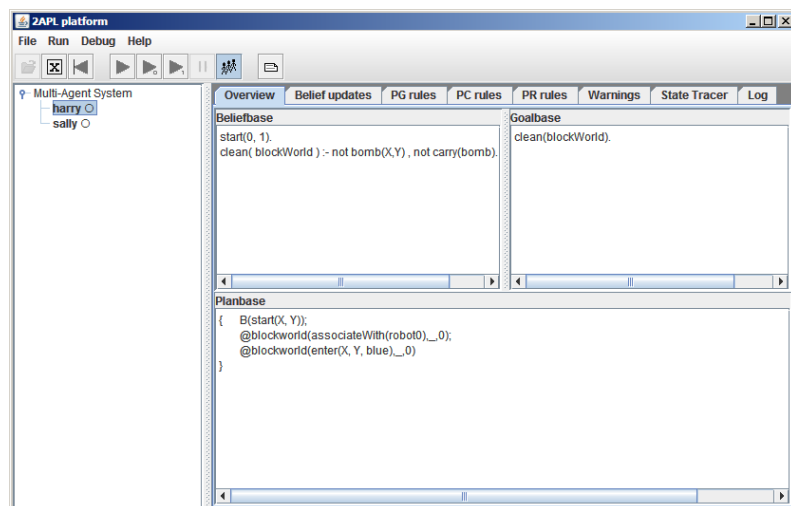 2APL platform
File Run Debug Help
Multi-Agent System
harry
sally
Overview Belief updates PG rules PC rules PR rules Warnings State Tracer Log
Beliefbase
start(0, 1).
clean( blockWorld ) :- not bomb(X,Y) , not carry(bomb).
Goalbase
clean(blockWorld).
Planbase
{ B(start(X, Y));
@blockworld(associateWith(robot0),_,0);
@blockworld(enter(X, Y, blue),_,0)
}